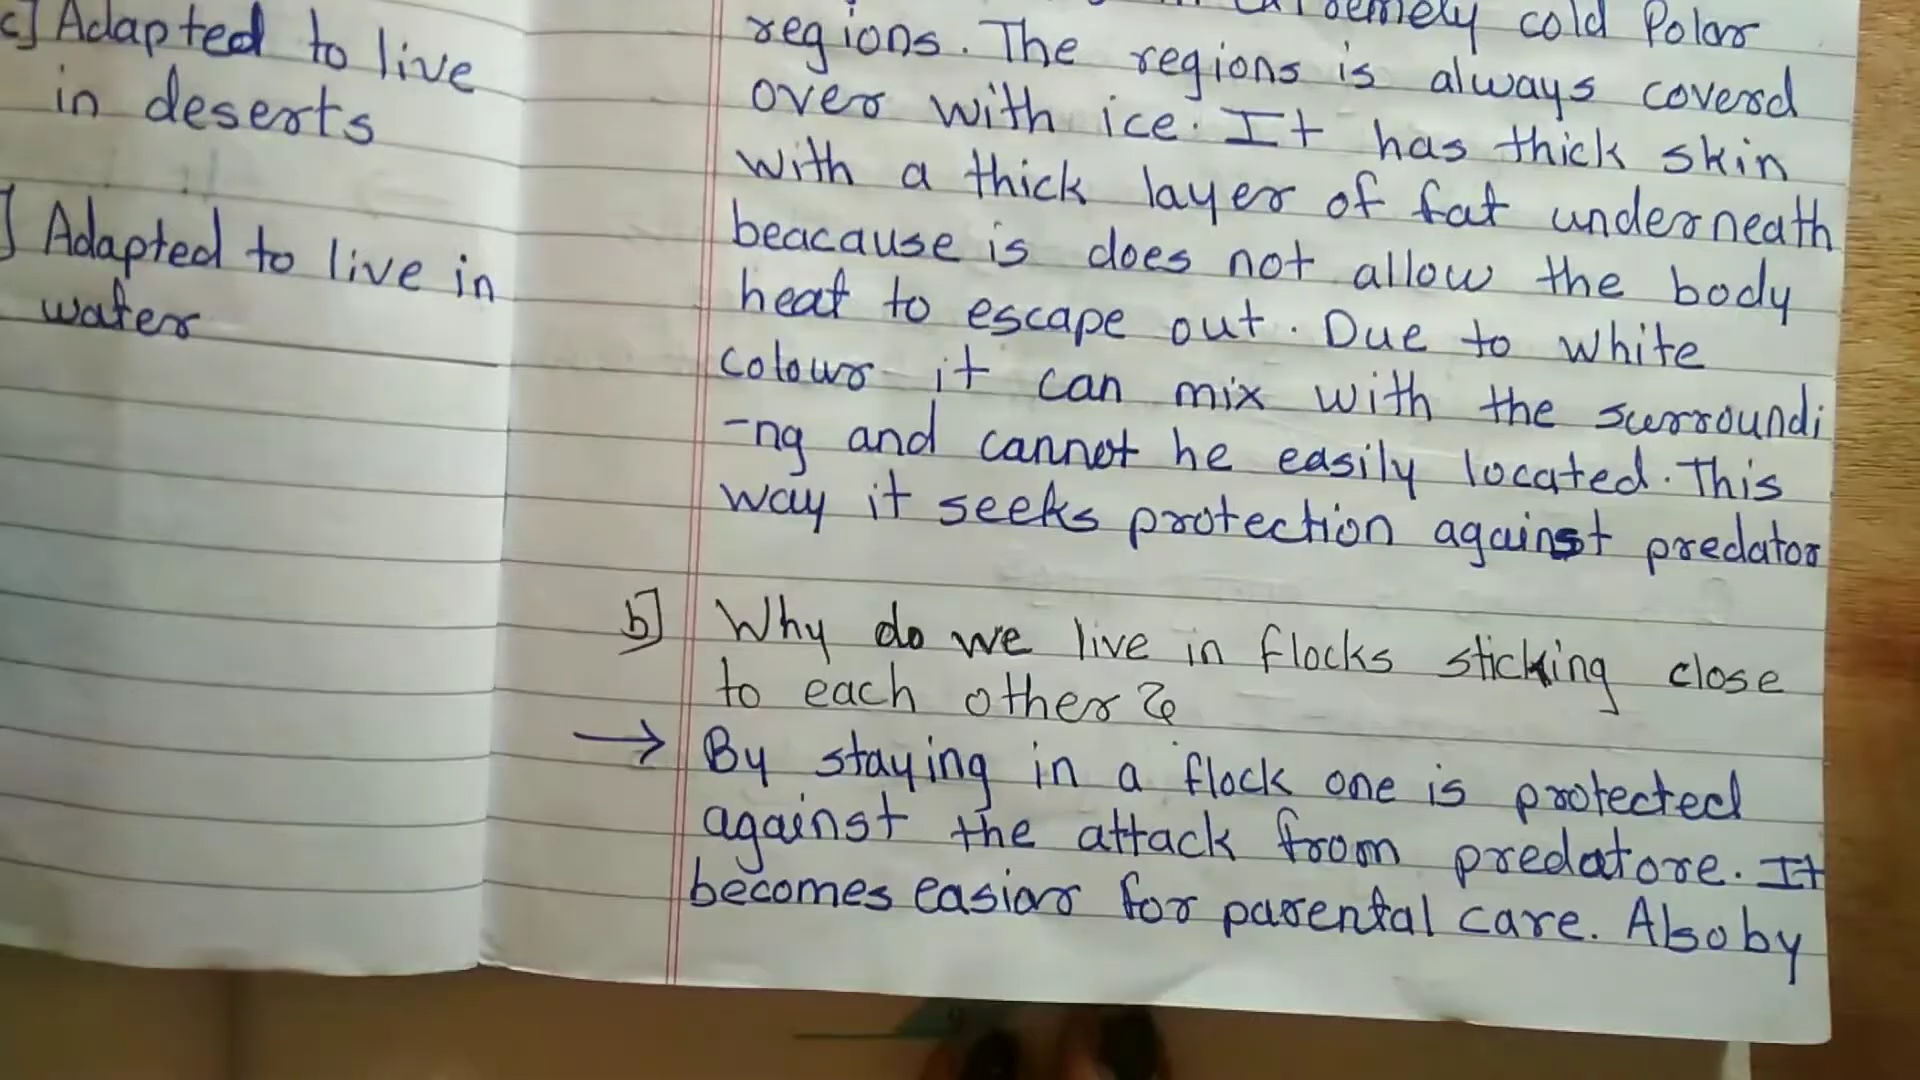 c] Adapted to live
in deserts
] Adapted to live in
water
cold Polar
regions. The regions is always coverd
over with ice. It has thick skin
with a thick layer of fat underneath
beacause is does not allow the body
heat to escape out. Due to white
colour it can mix with the surroundi
-ng and cannot he easily located. This
way it seeks protection against predator
b] Why do we live in flocks sticking close
to each other?
→ By staying in a flock one is protected
against the attack from predatore. It
becomes easiar for parental care. Also by